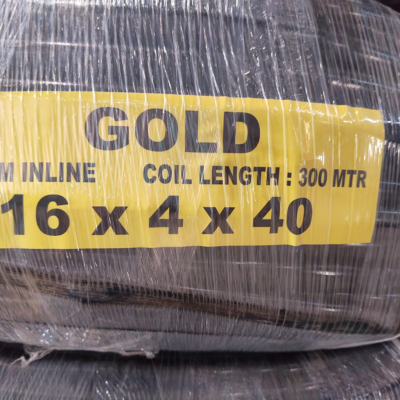 GOLD
M INLINE COIL LENGTH : 300 MTR
16 x 4 x 40